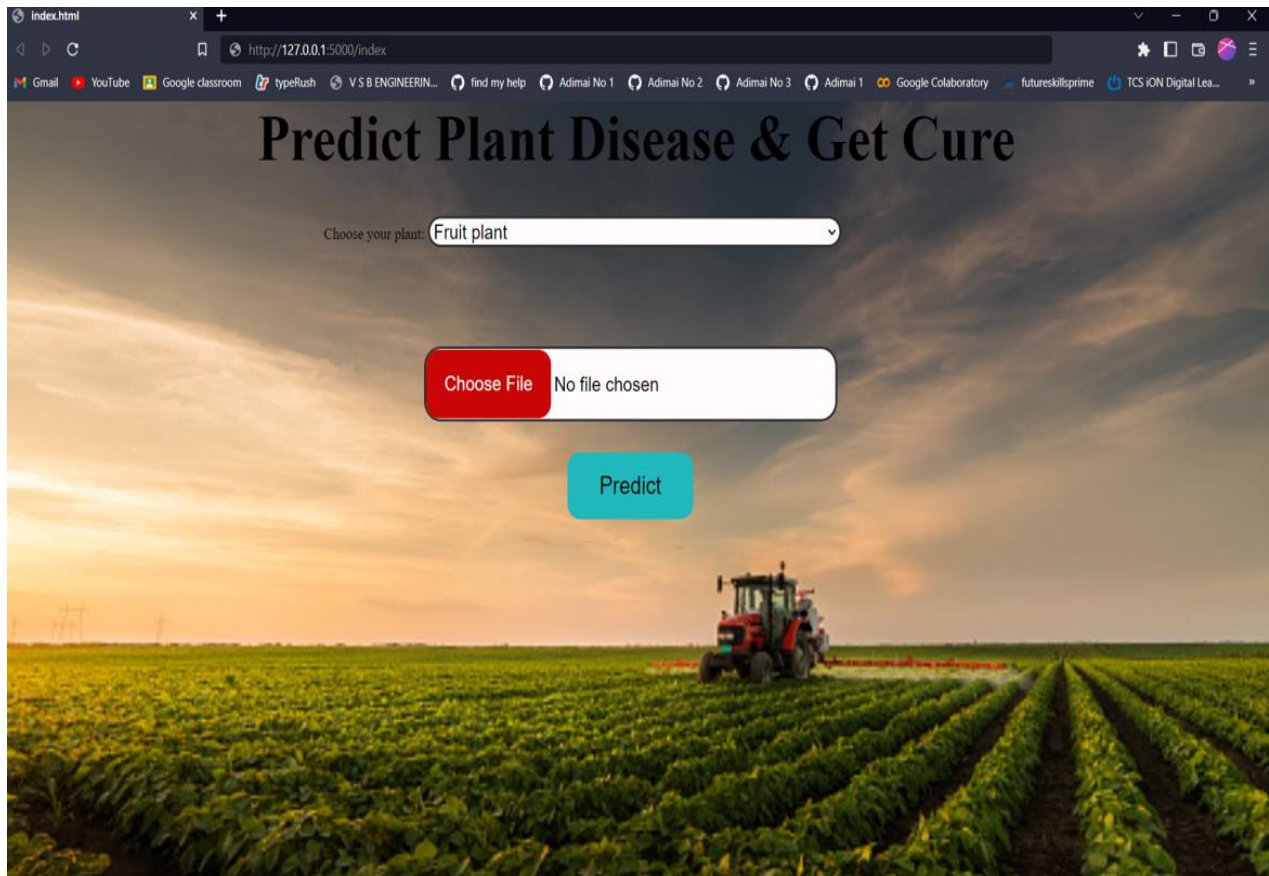 index.html
http://127.0.0.1:5000/index
Gmail YouTube Google classroom typeRush V S B ENGINEERIN... find my help Adimai No 1 Adimai No 2 Adimai No 3 Adimai 1 Google Colaboratory futureskillsprime TCS iON Digital Lea... »
Predict Plant Disease & Get Cure
Choose your plant: Fruit plant
Choose File No file chosen
Predict